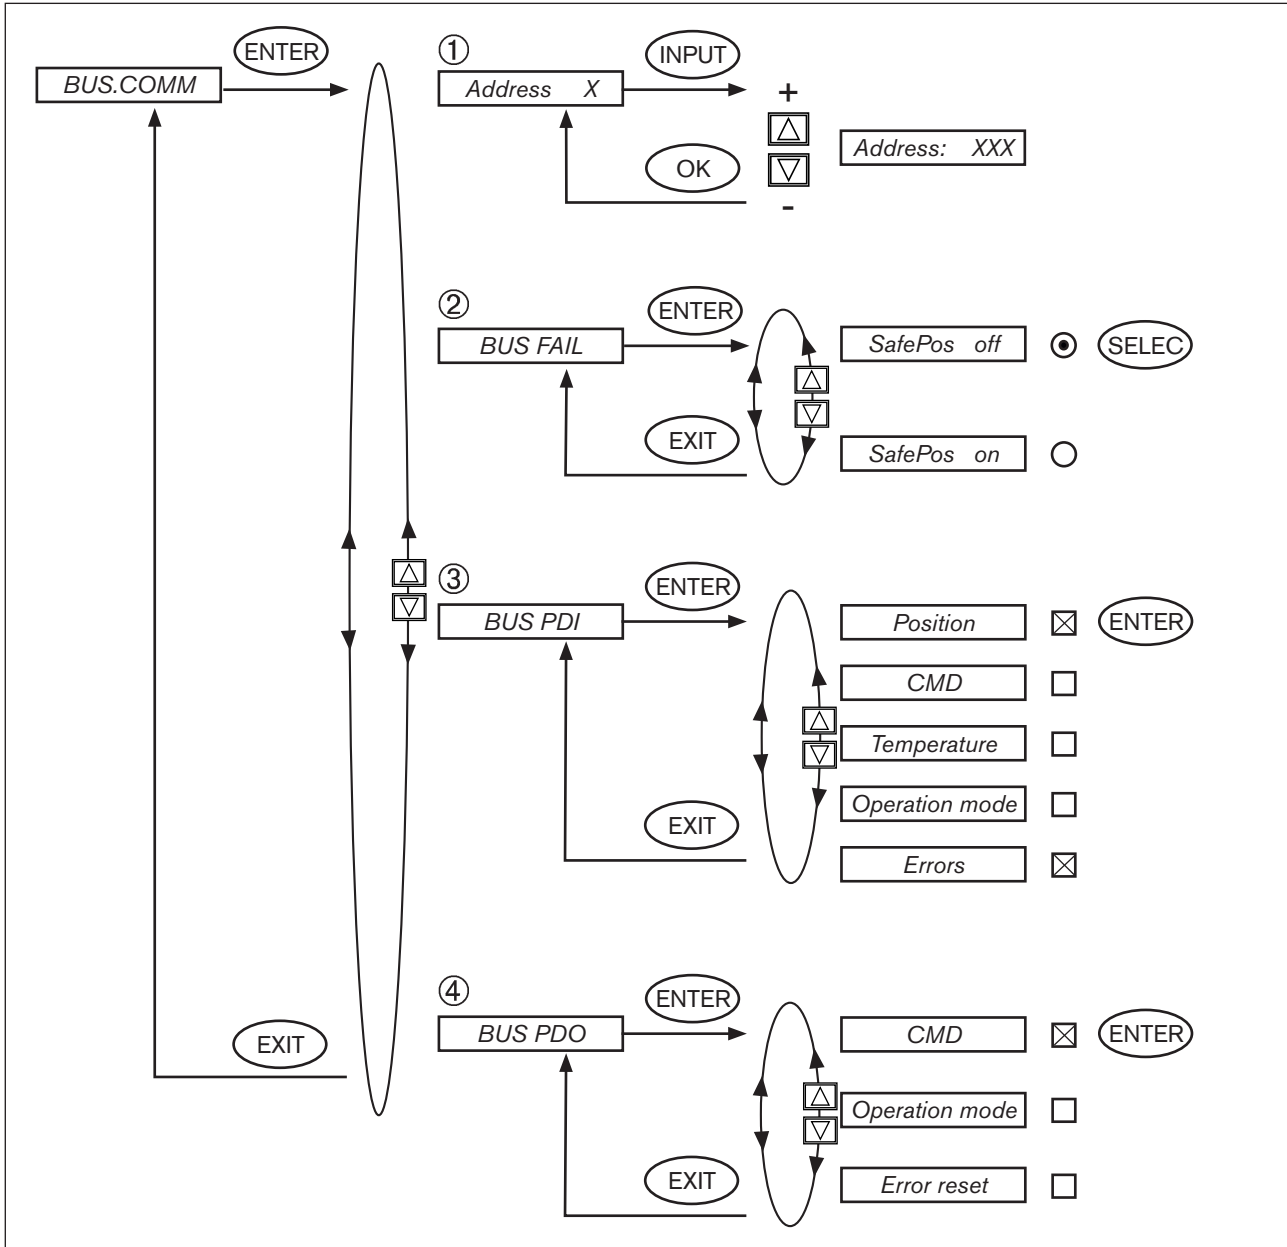 BUS.COMM
ENTER
①
Address X
INPUT
+
-
OK
Address: XXX
②
BUS FAIL
ENTER
EXIT
SafePos off
SELEC
SafePos on
③
BUS PDI
ENTER
EXIT
Position
ENTER
CMD
Temperature
Operation mode
Errors
④
BUS PDO
ENTER
EXIT
CMD
ENTER
Operation mode
Error reset
EXIT